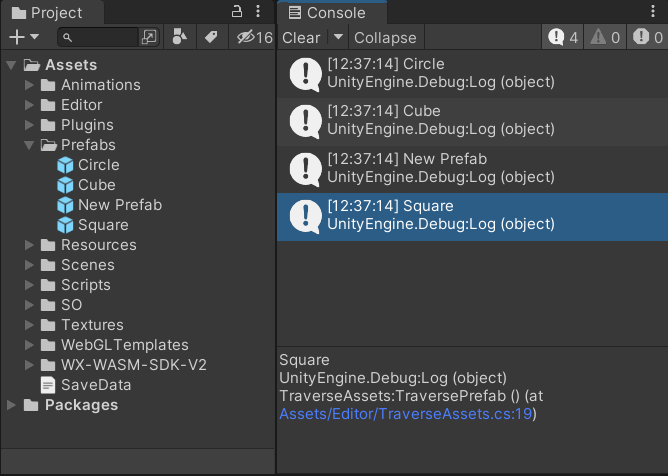 Project
16
Assets
Animations
Editor
Plugins
Prefabs
Circle
Cube
New Prefab
Square
Resources
Scenes
Scripts
SO
Textures
WebGLTemplates
WX-WASM-SDK-V2
SaveData
Packages
Console
Clear Collapse 4 0 0
[12:37:14] Circle
UnityEngine.Debug:Log (object)
[12:37:14] Cube
UnityEngine.Debug:Log (object)
[12:37:14] New Prefab
UnityEngine.Debug:Log (object)
[12:37:14] Square
UnityEngine.Debug:Log (object)
Square
UnityEngine.Debug:Log (object)
TraverseAssets:TraversePrefab () (at
Assets/Editor/TraverseAssets.cs:19)